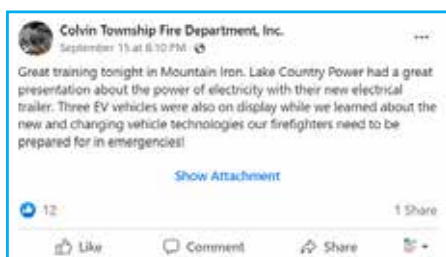 Colvin Township Fire Department, Inc.
September 15 at 8:10 PM
Great training tonight in Mountain Iron. Lake Country Power had a great
presentation about the power of electricity with their new electrical
trailer. Three EV vehicles were also on display while we learned about the
new and changing vehicle technologies our firefighters need to be
prepared for in emergencies!
Show Attachment
12
1 Share
Like
Comment
Share